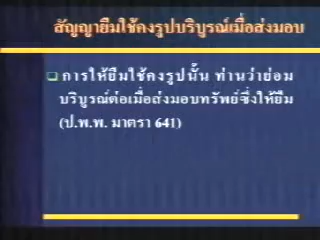 สัญญายืมใช้คงรูปบริบูรณ์เมื่อส่งมอบ
การให้ยืมใช้คงรูปนั้น ท่านว่าย่อม
บริบูรณ์ต่อเมื่อส่งมอบทรัพย์ซึ่งให้ยืม
(ป.พ.พ. มาตรา 641)